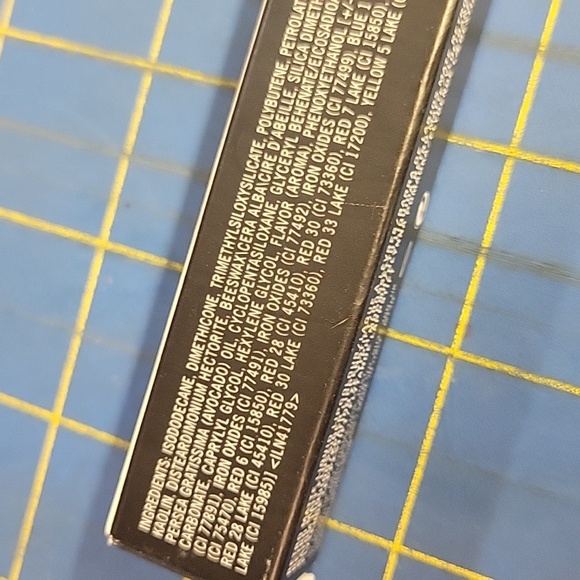 INGREDIENTS: ISODODECANE, DIMETHICONE, TRIMETHYLSILOXYSILICATE, POLYBUTENE, PETROLAT
KAOLIN, DISTEARDIMONIUM HECTORITE, BEESWAX\CERA ALBA\CIRE D'ABEILLE, SILICA DIMETH
PERSEA GRATISSIMA (AVOCADO) OIL, CYCLOPENTASILOXANE, GLYCERYL BEHENATE/EICOSADIOA
CARBONATE, CAPRYLYL GLYCOL, HEXYLENE GLYCOL, FLAVOR (AROMA), PHENOXYETHANOL [+/-
(CI 77891), IRON OXIDES (CI 77491), IRON OXIDES (CI 77492), IRON OXIDES (CI 77499), BLUE 1
(CI 73470), RED 6 (CI 15850), RED 28 (CI 45410), RED 30 (CI 73360), RED 7 LAKE (CI 15850),
RED 28 LAKE (CI 45410), RED 30 LAKE (CI 73360), RED 33 LAKE (CI 17200), YELLOW 5 LAKE (C
LAKE (CI 15985)] <ILN41779>